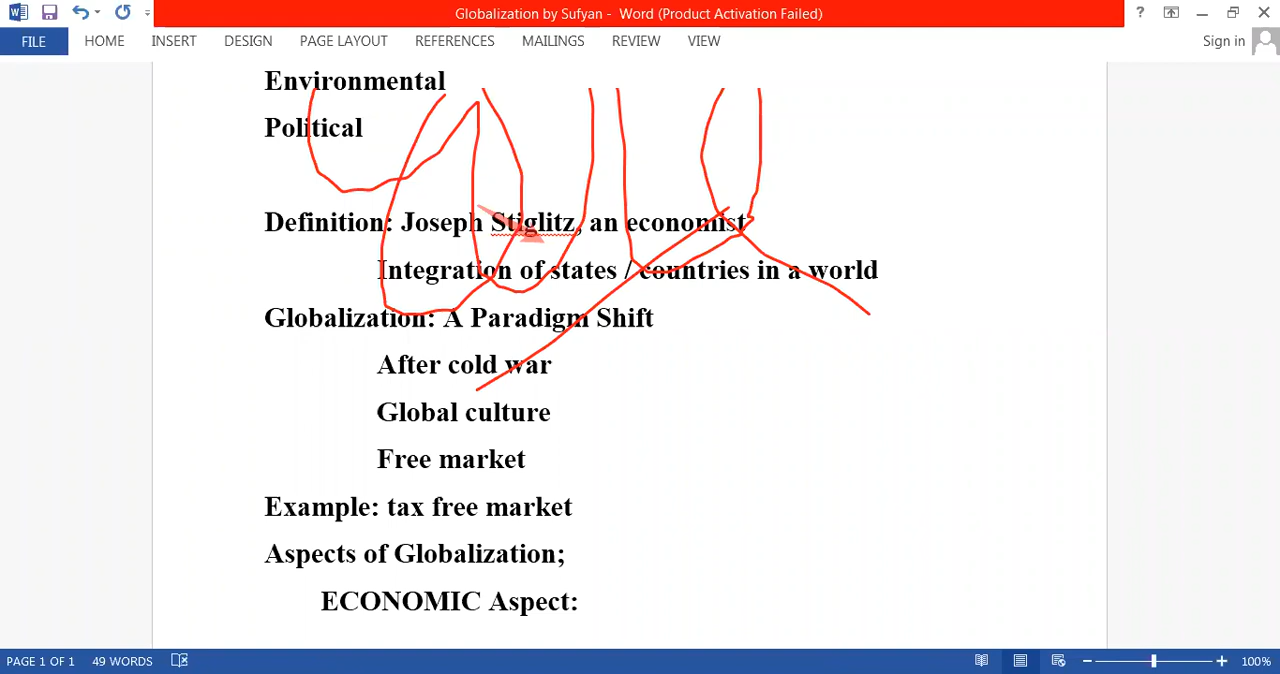 Globalization by Sufyan - Word (Product Activation Failed)
?
FILE HOME INSERT DESIGN PAGE LAYOUT REFERENCES MAILINGS REVIEW VIEW Sign in
Environmental
Political
Definition: Joseph Stiglitz, an economist
Integration of states / countries in a world
Globalization: A Paradigm Shift
After cold war
Global culture
Free market
Example: tax free market
Aspects of Globalization;
ECONOMIC Aspect:
PAGE 1 OF 1 49 WORDS 100%